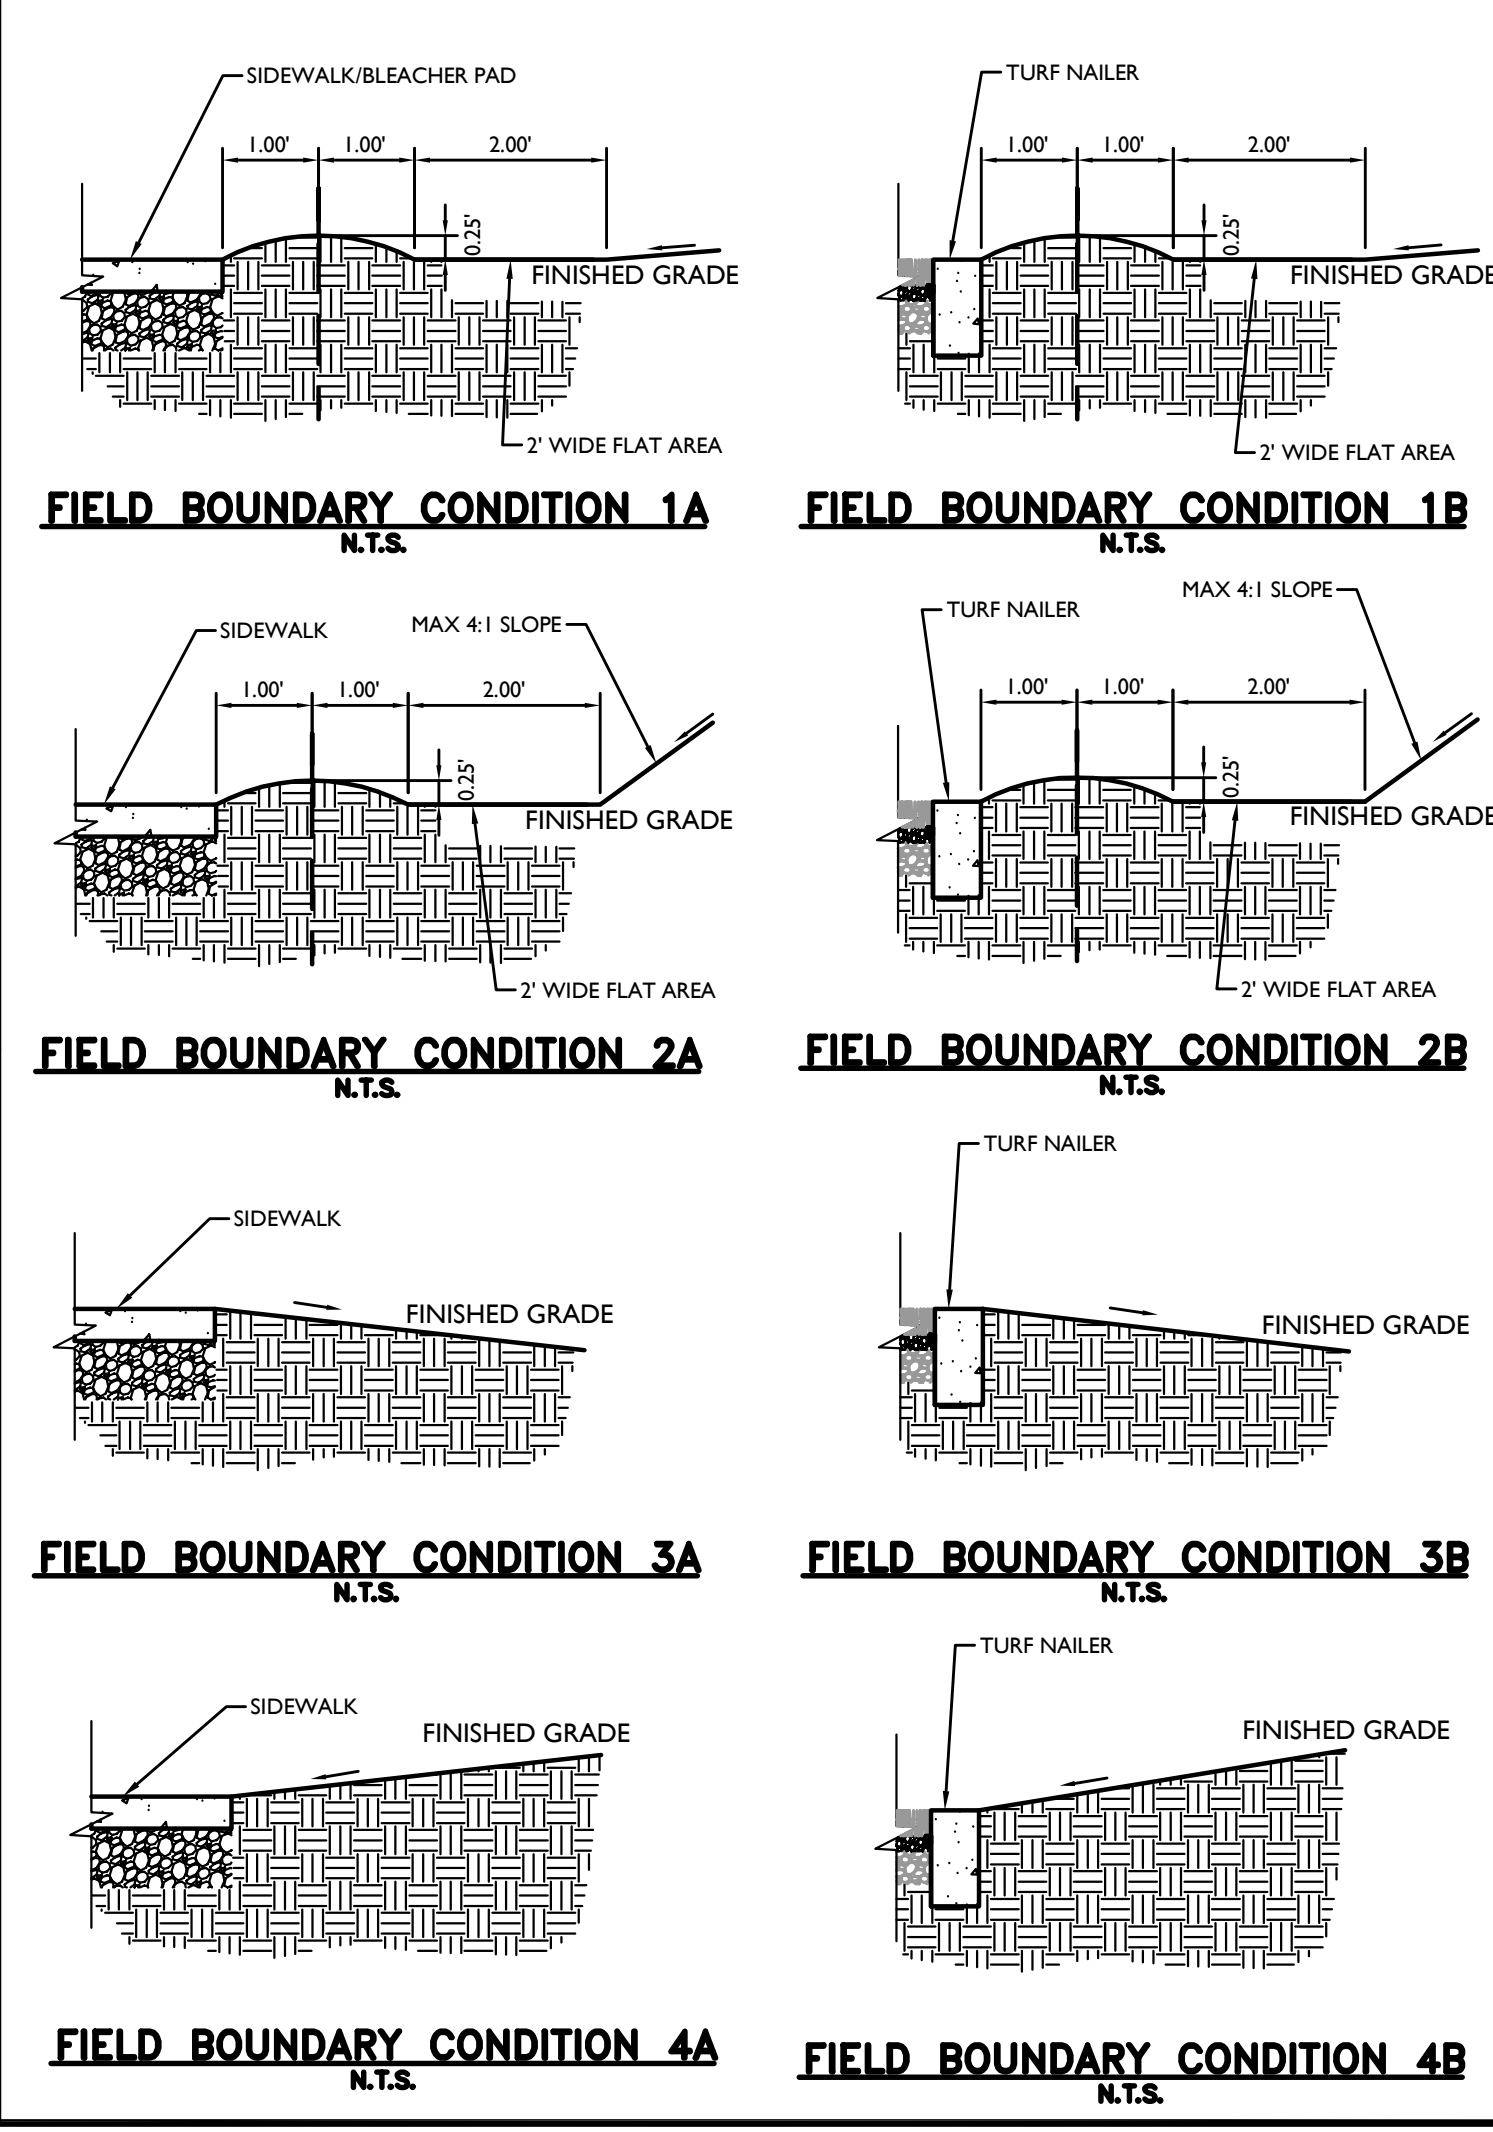 SIDEWALK/BLEACHER PAD
1.00' 1.00' 2.00'
0.25'
FINISHED GRADE
2' WIDE FLAT AREA
FIELD BOUNDARY CONDITION 1A
N.T.S.
TURF NAILER
1.00' 1.00' 2.00'
0.25'
FINISHED GRADE
2' WIDE FLAT AREA
FIELD BOUNDARY CONDITION 1B
N.T.S.
SIDEWALK
MAX 4:1 SLOPE
1.00' 1.00' 2.00'
0.25'
FINISHED GRADE
2' WIDE FLAT AREA
FIELD BOUNDARY CONDITION 2A
N.T.S.
MAX 4:1 SLOPE
TURF NAILER
1.00' 1.00' 2.00'
0.25'
FINISHED GRADE
2' WIDE FLAT AREA
FIELD BOUNDARY CONDITION 2B
N.T.S.
SIDEWALK
FINISHED GRADE
FIELD BOUNDARY CONDITION 3A
N.T.S.
TURF NAILER
FINISHED GRADE
FIELD BOUNDARY CONDITION 3B
N.T.S.
SIDEWALK
FINISHED GRADE
FIELD BOUNDARY CONDITION 4A
N.T.S.
TURF NAILER
FINISHED GRADE
FIELD BOUNDARY CONDITION 4B
N.T.S.